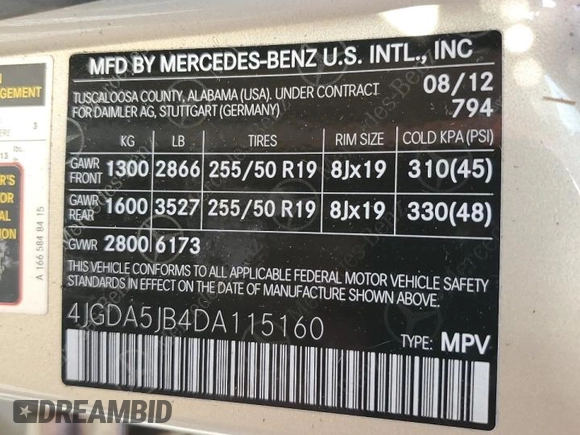 MFD BY MERCEDES-BENZ U.S. INTL., INC
TUSCALOOSA COUNTY, ALABAMA (USA). UNDER CONTRACT 08/12
FOR DAIMLER AG, STUTTGART (GERMANY) 794
KG LB TIRES RIM SIZE COLD KPA(PSI)
GAWR FRONT 1300 2866 255/50 R19 8Jx19 310(45)
GAWR REAR 1600 3527 255/50 R19 8Jx19 330(48)
GVWR 2800 6173
THIS VEHICLE CONFORMS TO ALL APPLICABLE FEDERAL MOTOR VEHICLE SAFETY
STANDARDS IN EFFECT ON THE DATE OF MANUFACTURE SHOWN ABOVE.
4JGDA5JB4DA115160
TYPE: MPV
A 166 584 84 15
DREAMBID